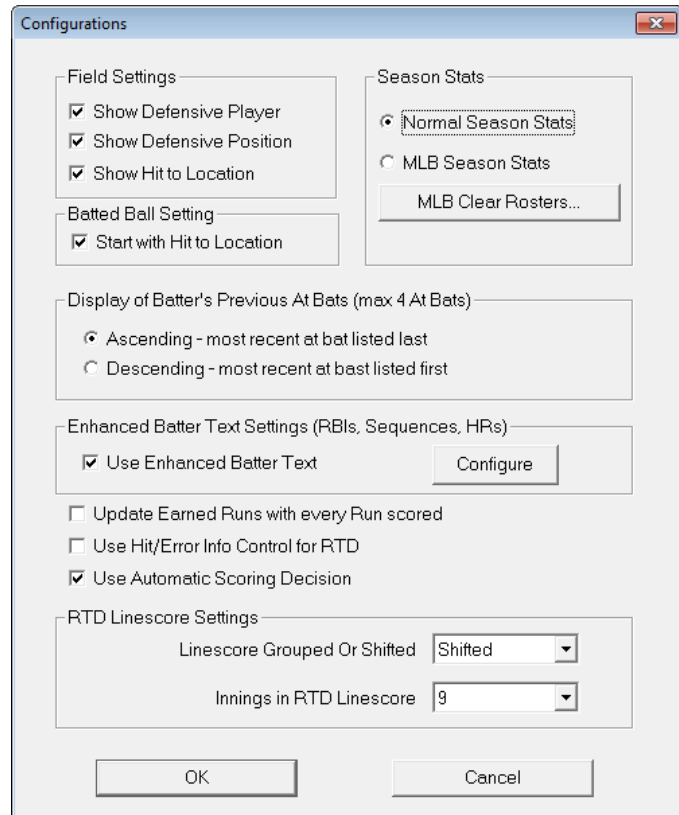 Configurations
Field Settings
Show Defensive Player
Show Defensive Position
Show Hit to Location
Season Stats
Normal Season Stats
MLB Season Stats
MLB Clear Rosters...
Batted Ball Setting
Start with Hit to Location
Display of Batter's Previous At Bats (max 4 At Bats)
Ascending - most recent at bat listed last
Descending - most recent at bast listed first
Enhanced Batter Text Settings (RBIs, Sequences, HRs)
Use Enhanced Batter Text
Configure
Update Earned Runs with every Run scored
Use Hit/Error Info Control for RTD
Use Automatic Scoring Decision
RTD Linescore Settings
Linescore Grouped Or Shifted
Shifted
Innings in RTD Linescore
9
OK
Cancel